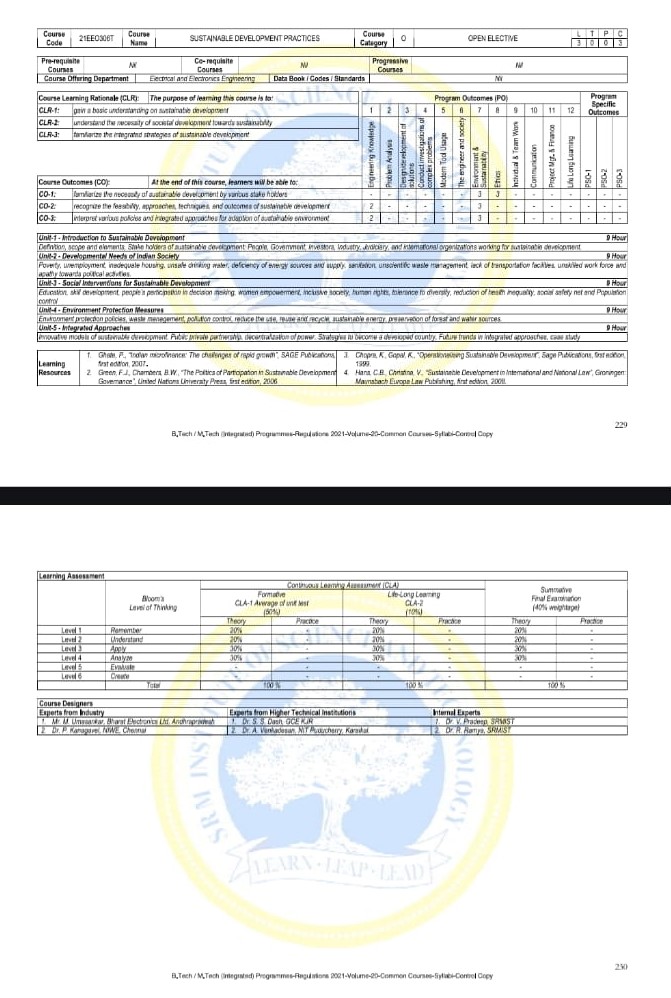 Course Code 21EEO306T Course Name SUSTAINABLE DEVELOPMENT PRACTICES Course Category O OPEN ELECTIVE L T P C
3 0 0 3
Pre-requisite Courses Nil Co- requisite Courses Nil Progressive Courses Nil
Course Offering Department Electrical and Electronics Engineering Data Book / Codes / Standards Nil
Course Learning Rationale (CLR): The purpose of learning this course is to: Program Outcomes (PO) Program Specific Outcomes
CLR-1: gain a basic understanding on sustainable development 1 2 3 4 5 6 7 8 9 10 11 12
CLR-2: understand the necessity of societal development towards sustainability
CLR-3: familiarize the integrated strategies of sustainable development
Engineering Knowledge
Problem Analysis
Design/development of solutions
Conduct investigations of complex problems
Modern Tool Usage
The engineer and society
Environment & Sustainability
Ethics
Individual & Team Work
Communication
Project Mgt. & Finance
Life Long Learning
PSO-1
PSO-2
PSO-3
Course Outcomes (CO): At the end of this course, learners will be able to:
CO-1: familiarize the necessity of sustainable development by various stake holders - - - - - - 3 3 - - - - - - -
CO-2: recognize the feasibility, approaches, techniques, and outcomes of sustainable development 2 - - - - - 3 - - - - - - - -
CO-3: interpret various policies and integrated approaches for adaption of sustainable environment 2 - - - - - 3 - - - - - - - -
Unit-1 - Introduction to Sustainable Development 9 Hour
Definition, scope and elements, Stake holders of sustainable development: People, Government, Investors, Industry, Judiciary, and international organizations working for sustainable development.
Unit-2 - Developmental Needs of Indian Society 9 Hour
Poverty, unemployment, inadequate housing, unsafe drinking water, deficiency of energy sources and supply, sanitation, unscientific waste management, lack of transportation facilities, unskilled work force and
apathy towards political activities.
Unit-3 - Social Interventions for Sustainable Development 9 Hour
Education, skill development, people's participation in decision making, women empowerment, inclusive society, human rights, tolerance to diversity, reduction of health inequality, social safety net and Population
control
Unit-4 - Environment Protection Measures 9 Hour
Environment protection policies, waste management, pollution control, reduce the use, reuse and recycle, sustainable energy, preservation of forest and water sources.
Unit-5 - Integrated Approaches 9 Hour
Innovative models of sustainable development. Public private partnership, decentralization of power. Strategies to become a developed country. Future trends in integrated approaches, case study
Learning Resources
1. Ghate, P., "Indian microfinance: The challenges of rapid growth", SAGE Publications,
first edition, 2007.
2. Green, F.J., Chambers, B.W., "The Politics of Participation in Sustainable Development
Governance", United Nations University Press, first edition, 2006.
3. Chopra, K., Gopal, K., "Operationalising Sustainable Development", Sage Publications, first edition,
1999.
4. Hans, C.B., Christina, V., "Sustainable Development in International and National Law", Groningen:
Europa Law Publishing, first edition, 2008.
229
B.Tech / M.Tech (Integrated) Programmes-Regulations 2021-Volume-20-Common Courses-Syllabi-Control Copy
Learning Assessment
Bloom's Level of Thinking Continuous Learning Assessment (CLA) Summative Final Examination (40% weightage)
Formative CLA-1 Average of unit test (50%) Life-Long Learning CLA-2 (10%)
Theory Practice Theory Practice Theory Practice
Level 1 Remember 20% - 20% - 20% -
Level 2 Understand 20% - 20% - 20% -
Level 3 Apply 30% - 30% - 30% -
Level 4 Analyze 30% - 30% - 30% -
Level 5 Evaluate - - - - - -
Level 6 Create - - - - - -
Total 100 % 100 % 100 %
Course Designers
Experts from Industry Experts from Higher Technical Institutions Internal Experts
1. Mr. M. Umasankar, Bharat Electronics Ltd, Andhrapradesh 1. Dr. S. S. Dash, GCE KJR 1. Dr. V. Pradeep, SRMIST
2. Dr. P. Kanagavel, NIWE, Chennai 2. Dr. A. Venkadesan, NIT Puducherry, Karaikal 2. Dr. R. Ramya, SRMIST
SRM INSTITUTE OF SCIENCE & TECHNOLOGY
LEARN · LEAP · LEAD
230
B.Tech / M.Tech (Integrated) Programmes-Regulations 2021-Volume-20-Common Courses-Syllabi-Control Copy